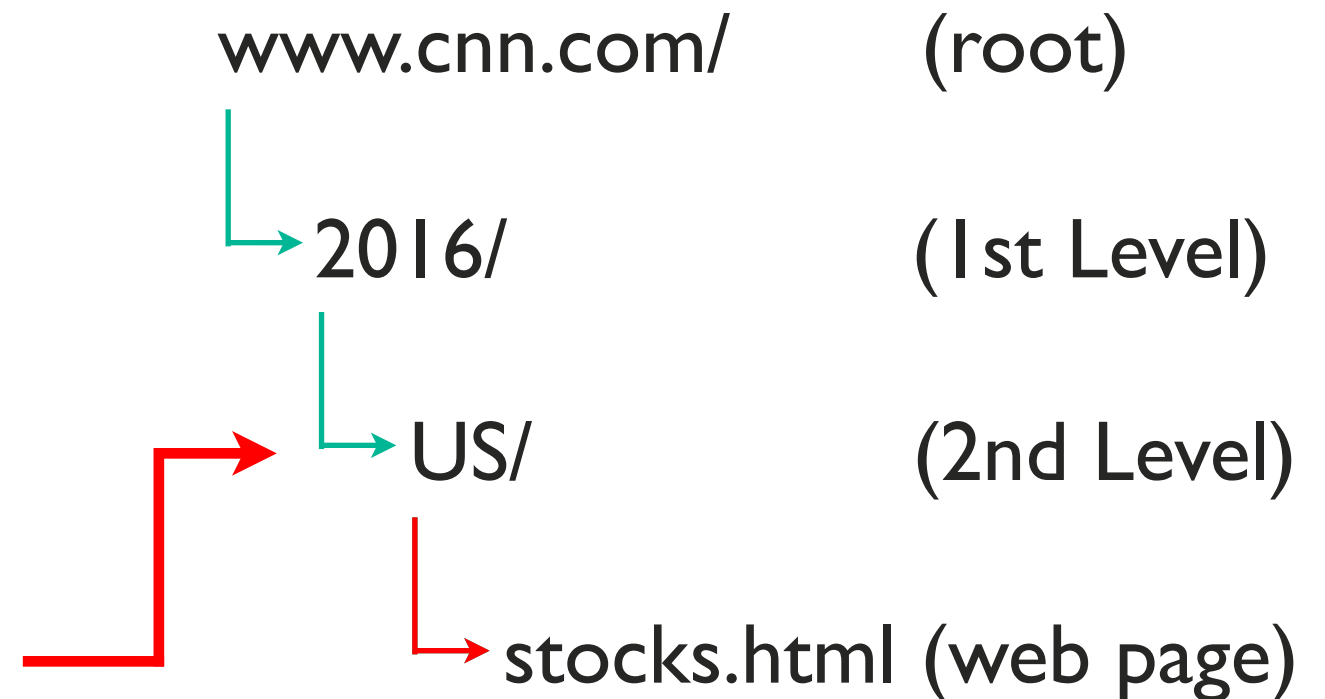 www.cnn.com/ (root)
2016/ (1st Level)
US/ (2nd Level)
stocks.html (web page)